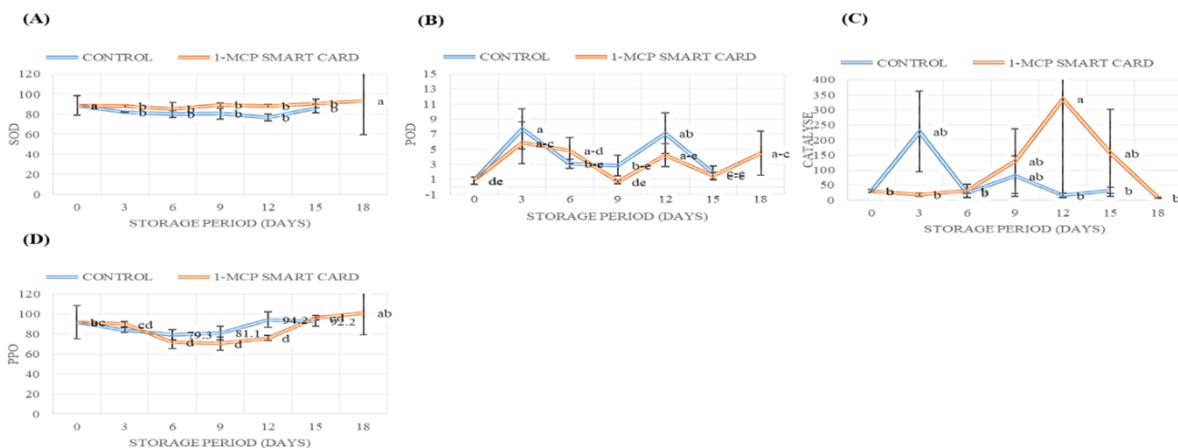 (A)
CONTROL 1-MCP SMART CARD
120
100
80
60
40
20
0
SOD
a b b b b b a
b b b b b
0 3 6 9 12 15 18
STORAGE PERIOD (DAYS)
(B)
CONTROL 1-MCP SMART CARD
15
13
11
9
7
5
3
1
-1
POD
de a b-e b-e ab
a-c a-d de a-e a-c
0 3 6 9 12 15 18
STORAGE PERIOD (DAYS)
(C)
CONTROL 1-MCP SMART CARD
400
350
300
250
200
150
100
50
0
CATALYSE
b ab b ab b b
b b ab a ab b
0 3 6 9 12 15 18
STORAGE PERIOD (DAYS)
(D)
CONTROL 1-MCP SMART CARD
120
100
80
60
40
20
0
PPO
79.3 81.1 94.2 92.2
cd d d d ab
0 3 6 9 12 15 18
STORAGE PERIOD (DAYS)